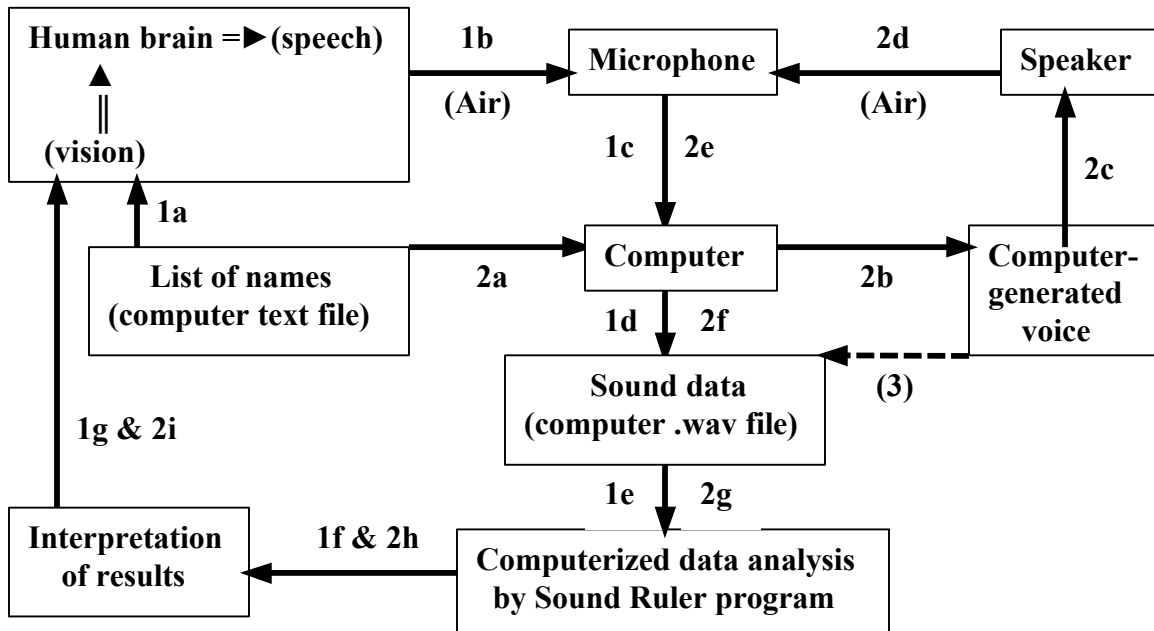 Human brain =► (speech)
▲
||
(vision)
1b
(Air)
Microphone
2d
(Air)
Speaker
1c 2e
2c
1a
List of names
(computer text file)
2a
Computer
2b
Computer-
generated
voice
1d 2f
(3)
Sound data
(computer .wav file)
1g & 2i
1e 2g
Interpretation
of results
1f & 2h
Computerized data analysis
by Sound Ruler program